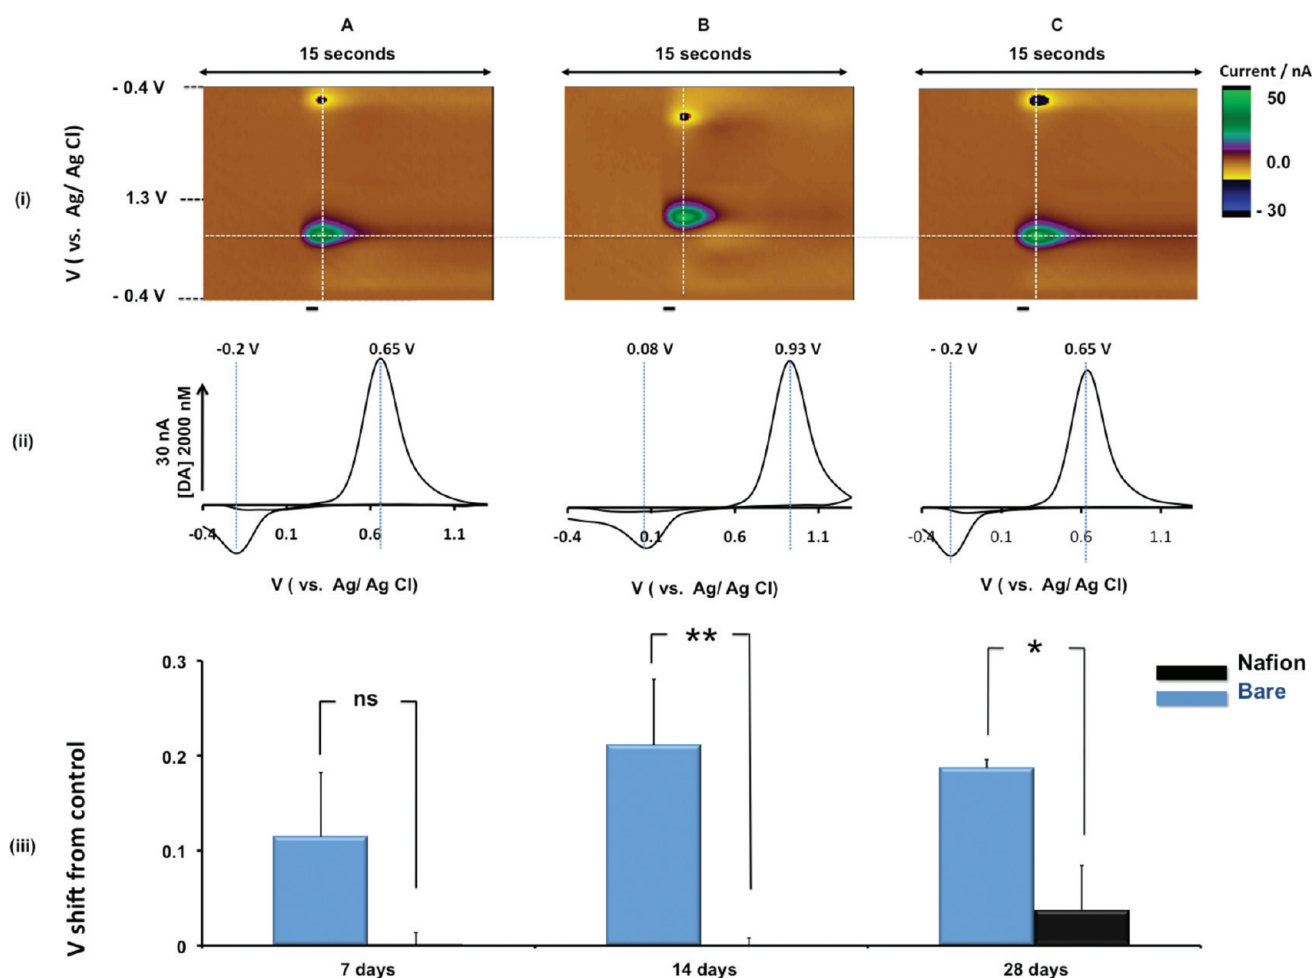 A B C
15 seconds 15 seconds 15 seconds
Current / nA
- 0.4 V
50
(i)
V ( vs. Ag/ Ag Cl)
0.0
1.3 V
- 30
- 0.4 V
-0.2 V 0.65 V 0.08 V 0.93 V - 0.2 V 0.65 V
(ii)
30 nA
[DA] 2000 nM
-0.4 0.1 0.6 1.1 -0.4 0.1 0.6 1.1 -0.4 0.1 0.6 1.1
V ( vs. Ag/ Ag Cl) V ( vs. Ag/ Ag Cl) V ( vs. Ag/ Ag Cl)
** *
0.3 Nafion
ns Bare
0.2
(iii)
V shift from control
0.1
0
7 days 14 days 28 days